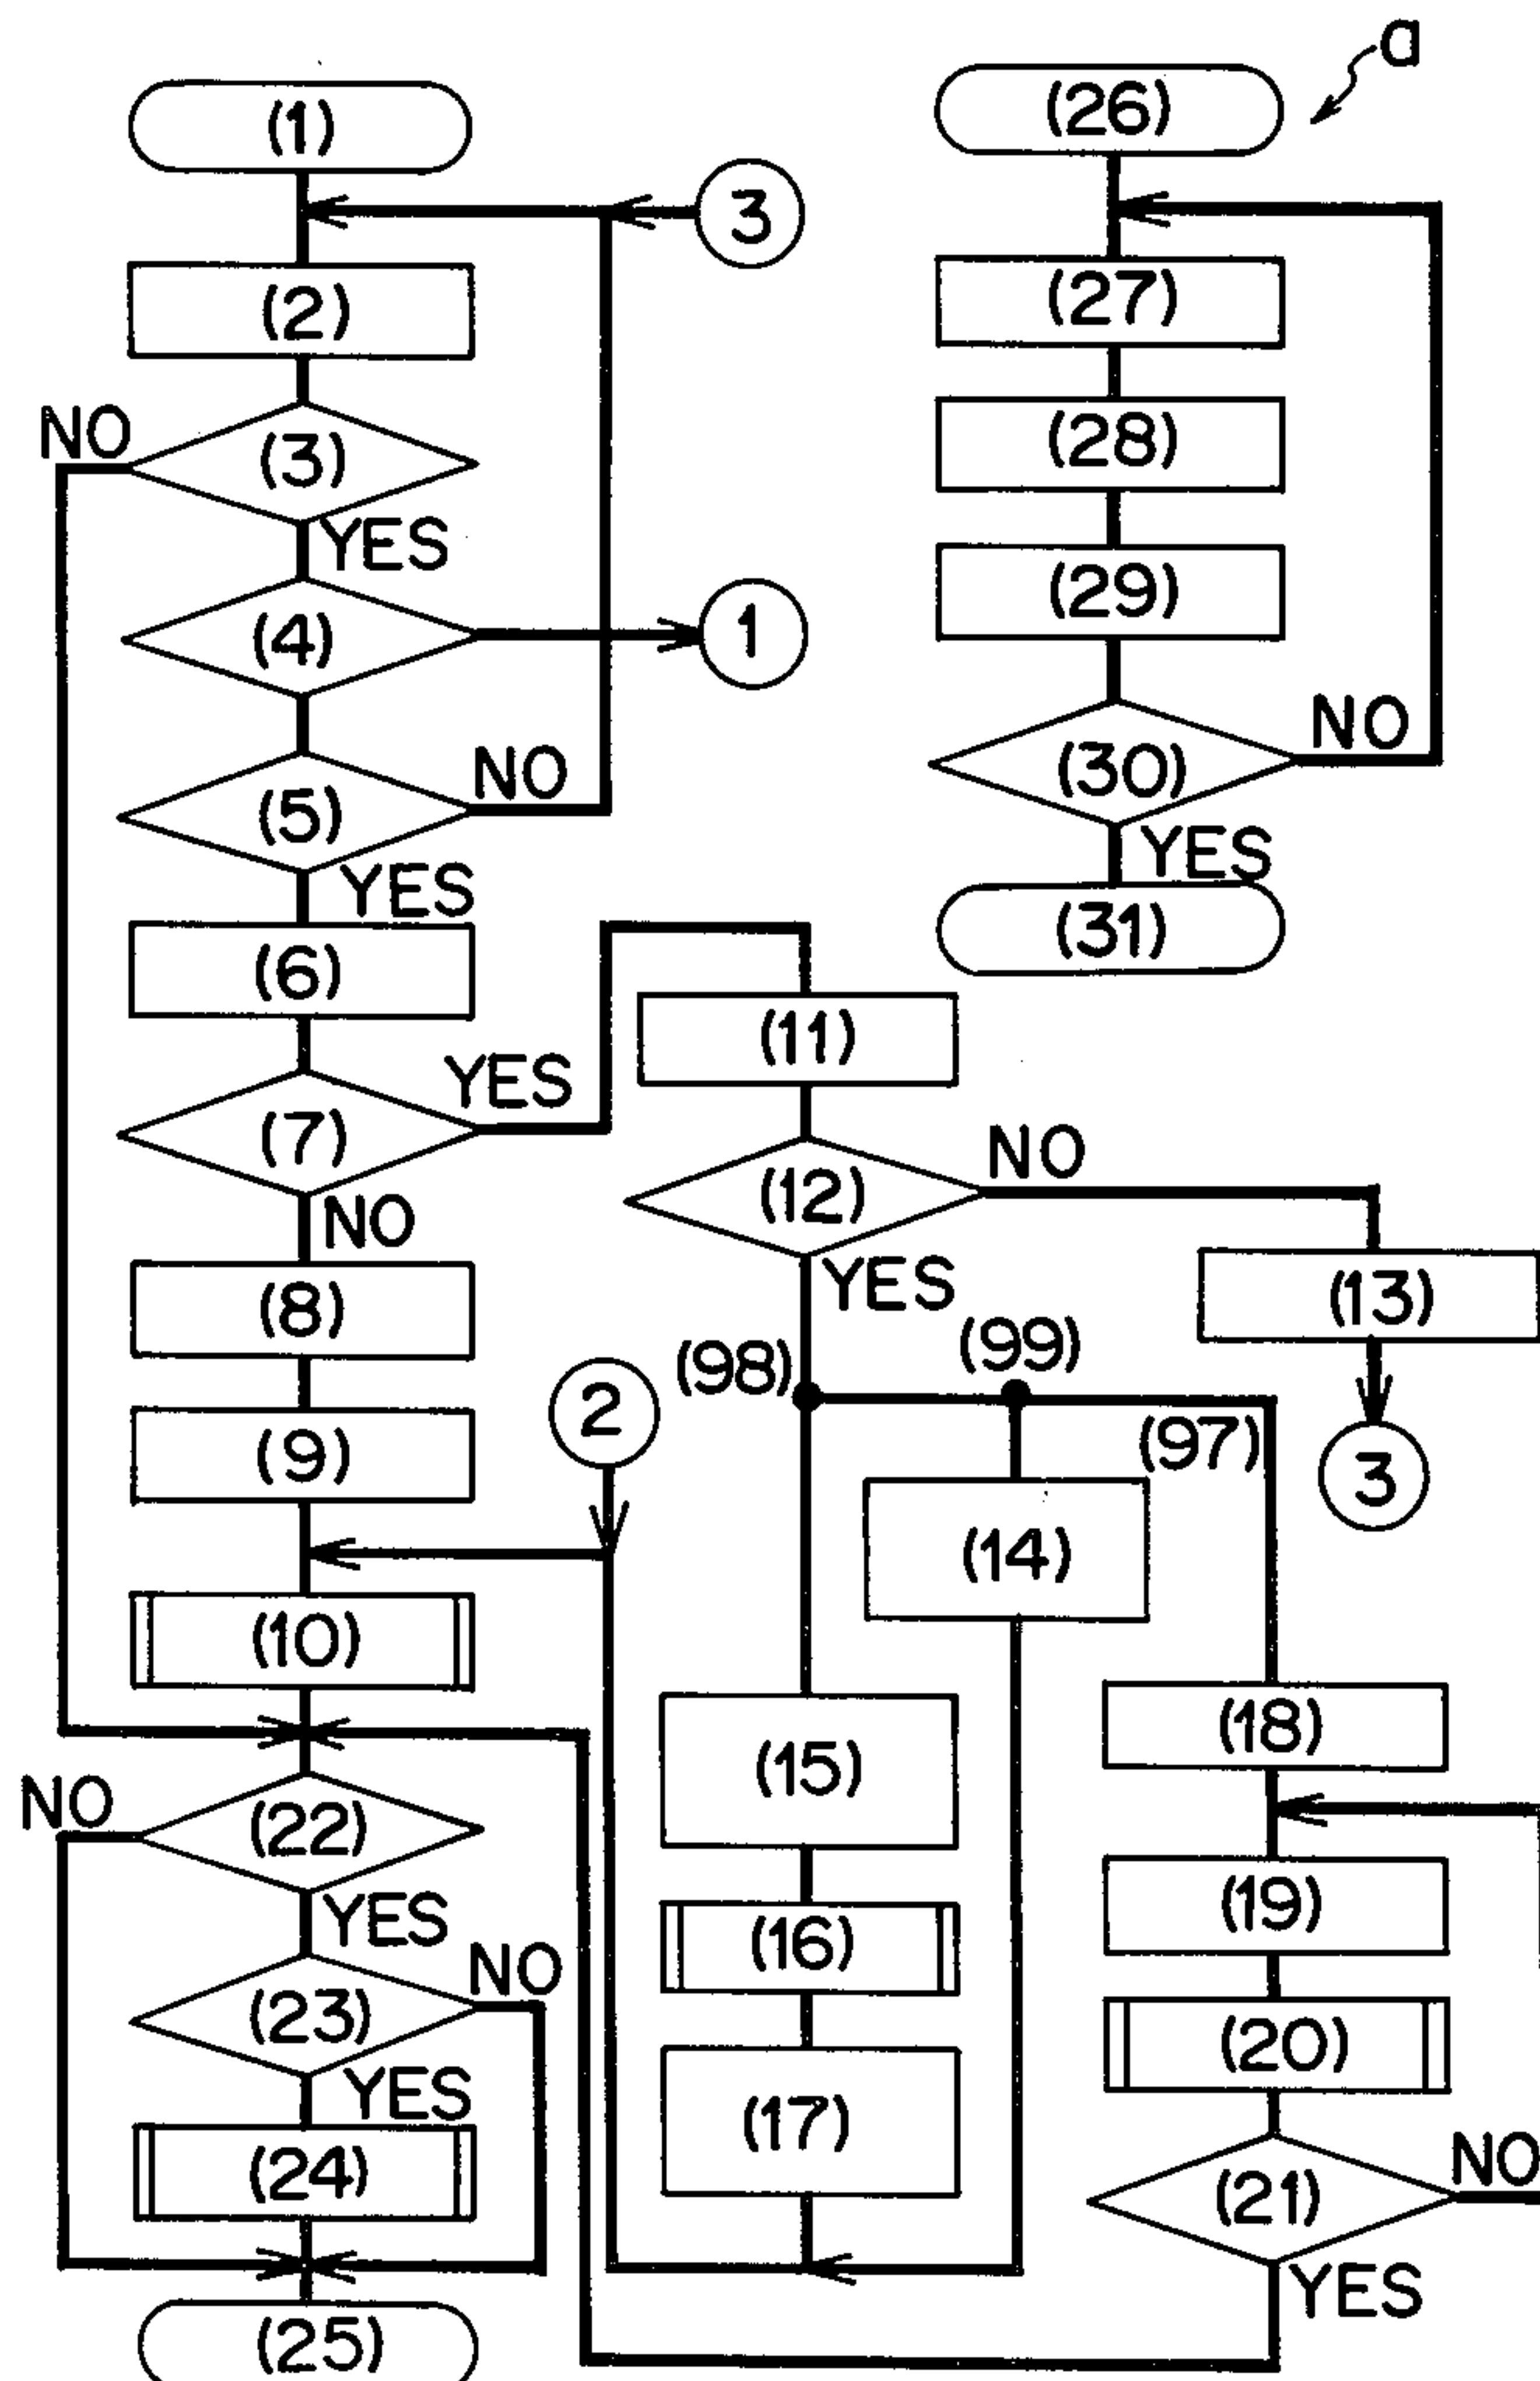 a
(1)
(26)
3
(2)
(27)
NO
(3)
(28)
YES
(29)
(4)
1
NO
NO
(5)
(30)
YES
YES
(6)
(31)
(11)
YES
(7)
NO
(12)
NO
YES
(8)
(13)
(98)
(99)
2
(9)
(97)
3
(14)
(10)
(18)
NO
(15)
(22)
YES
(19)
(16)
NO
(23)
(20)
YES
(17)
(24)
NO
(21)
YES
(25)